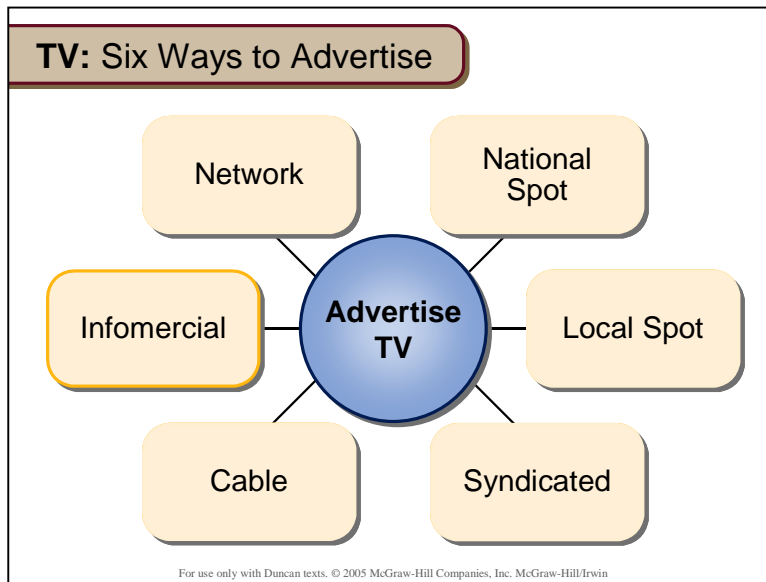 TV: Six Ways to Advertise
Network
National
Spot
Infomercial
Advertise
TV
Local Spot
Cable
Syndicated
For use only with Duncan texts. © 2005 McGraw-Hill Companies, Inc. McGraw-Hill/Irwin